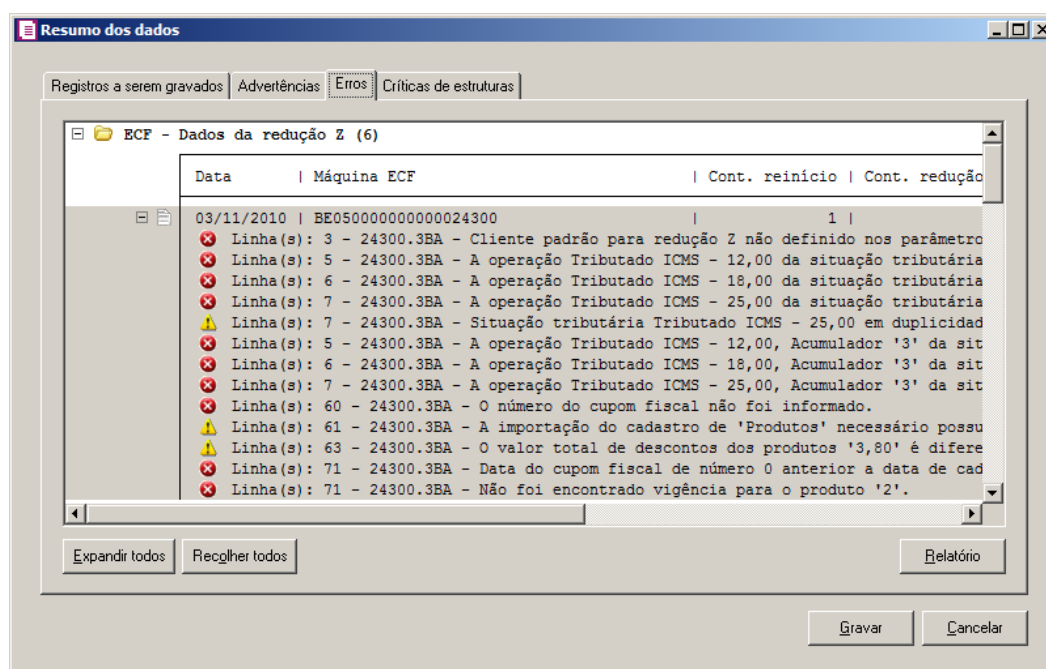 Resumo dos dados
Registros a serem gravados Advertências Erros Críticas de estruturas
ECF - Dados da redução Z (6)
Data | Máquina ECF | Cont. reinício | Cont. redução
03/11/2010 | BE050000000000024300 | 1 |
Linha(s): 3 - 24300.3BA - Cliente padrão para redução Z não definido nos parâmetro
Linha(s): 5 - 24300.3BA - A operação Tributado ICMS - 12,00 da situação tributária
Linha(s): 6 - 24300.3BA - A operação Tributado ICMS - 18,00 da situação tributária
Linha(s): 7 - 24300.3BA - A operação Tributado ICMS - 25,00 da situação tributária
Linha(s): 7 - 24300.3BA - Situação tributária Tributado ICMS - 25,00 em duplicidad
Linha(s): 5 - 24300.3BA - A operação Tributado ICMS - 12,00, Acumulador '3' da sit
Linha(s): 6 - 24300.3BA - A operação Tributado ICMS - 18,00, Acumulador '3' da sit
Linha(s): 7 - 24300.3BA - A operação Tributado ICMS - 25,00, Acumulador '3' da sit
Linha(s): 60 - 24300.3BA - O número do cupom fiscal não foi informado.
Linha(s): 61 - 24300.3BA - A importação do cadastro de 'Produtos' necessário possu
Linha(s): 63 - 24300.3BA - O valor total de descontos dos produtos '3,80' é difere
Linha(s): 71 - 24300.3BA - Data do cupom fiscal de número 0 anterior a data de cad
Linha(s): 71 - 24300.3BA - Não foi encontrado vigência para o produto '2'.
Expandir todos Recolher todos Relatório
Gravar Cancelar